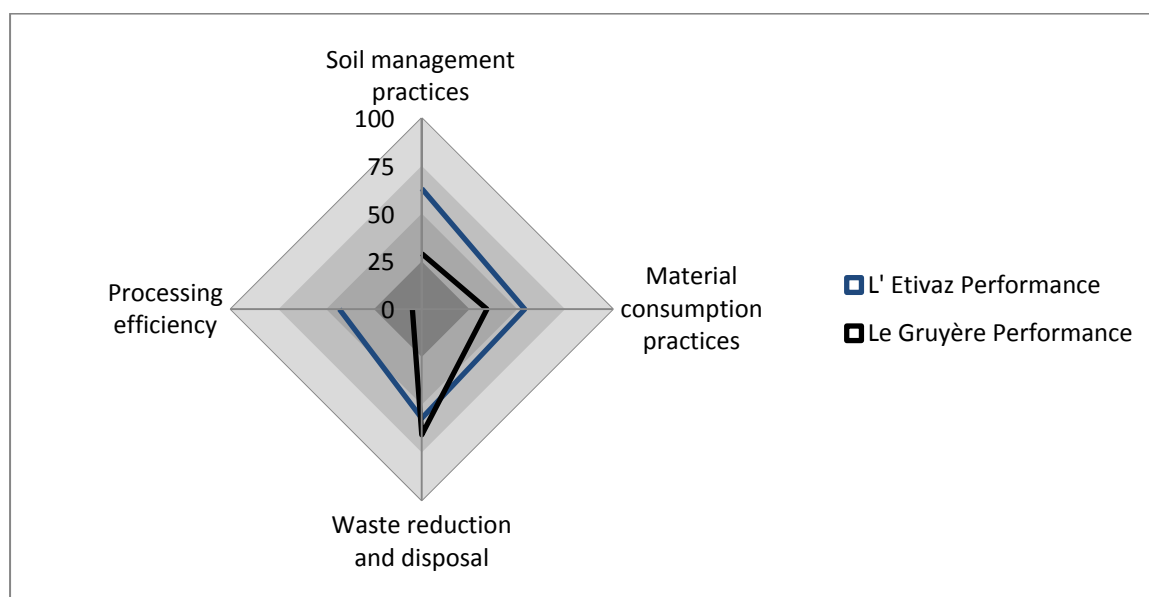 Soil management
practices
100
75
50
25
0
Processing
efficiency
Material
consumption
practices
Waste reduction
and disposal
L' Etivaz Performance
Le Gruyère Performance